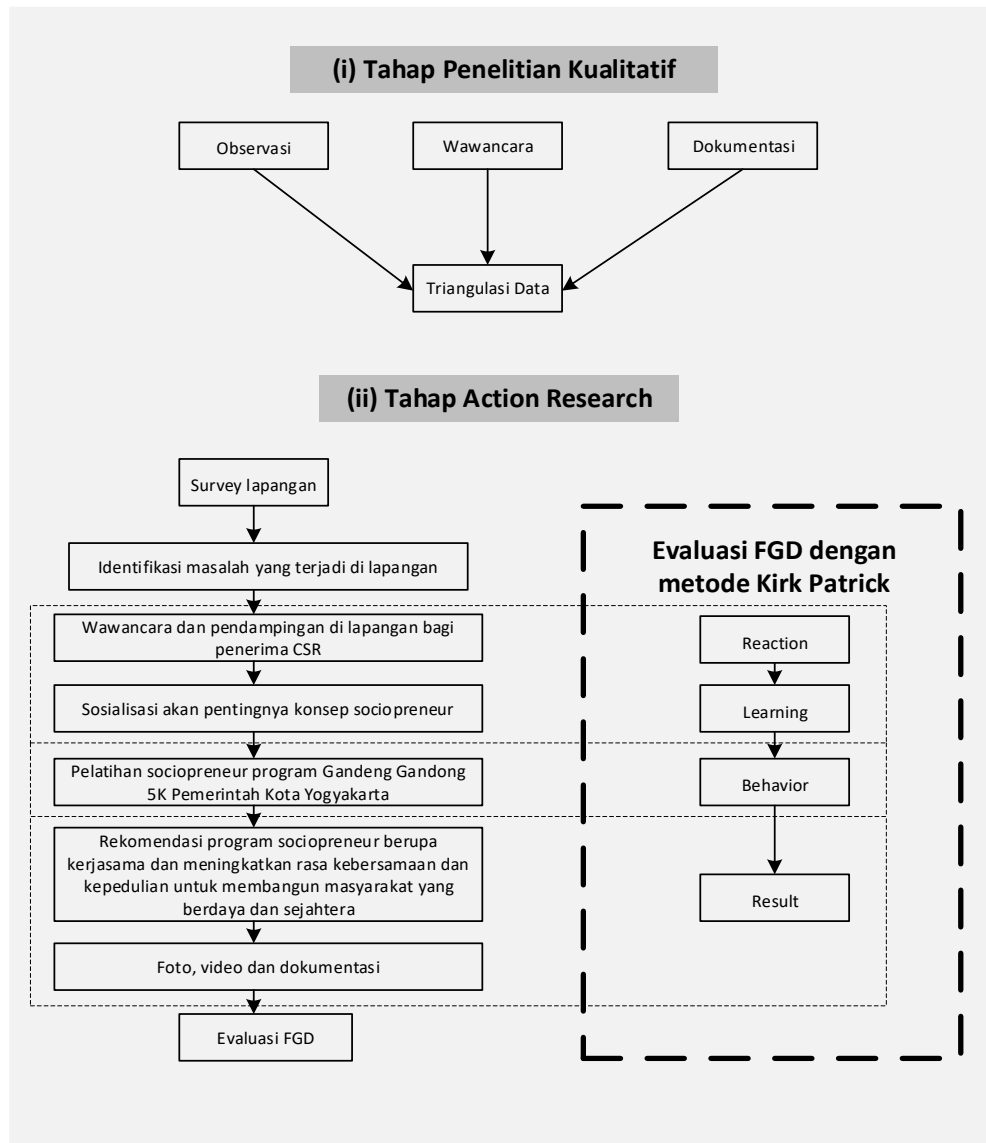 (i) Tahap Penelitian Kualitatif
Observasi
Wawancara
Dokumentasi
Triangulasi Data
(ii) Tahap Action Research
Survey lapangan
Identifikasi masalah yang terjadi di lapangan
Wawancara dan pendampingan di lapangan bagi
penerima CSR
Sosialisasi akan pentingnya konsep sociopreneur
Pelatihan sociopreneur program Gandeng Gandong
5K Pemerintah Kota Yogyakarta
Rekomendasi program sociopreneur berupa
kerjasama dan meningkatkan rasa kebersamaan dan
kepedulian untuk membangun masyarakat yang
berdaya dan sejahtera
Foto, video dan dokumentasi
Evaluasi FGD
Evaluasi FGD dengan
metode Kirk Patrick
Reaction
Learning
Behavior
Result